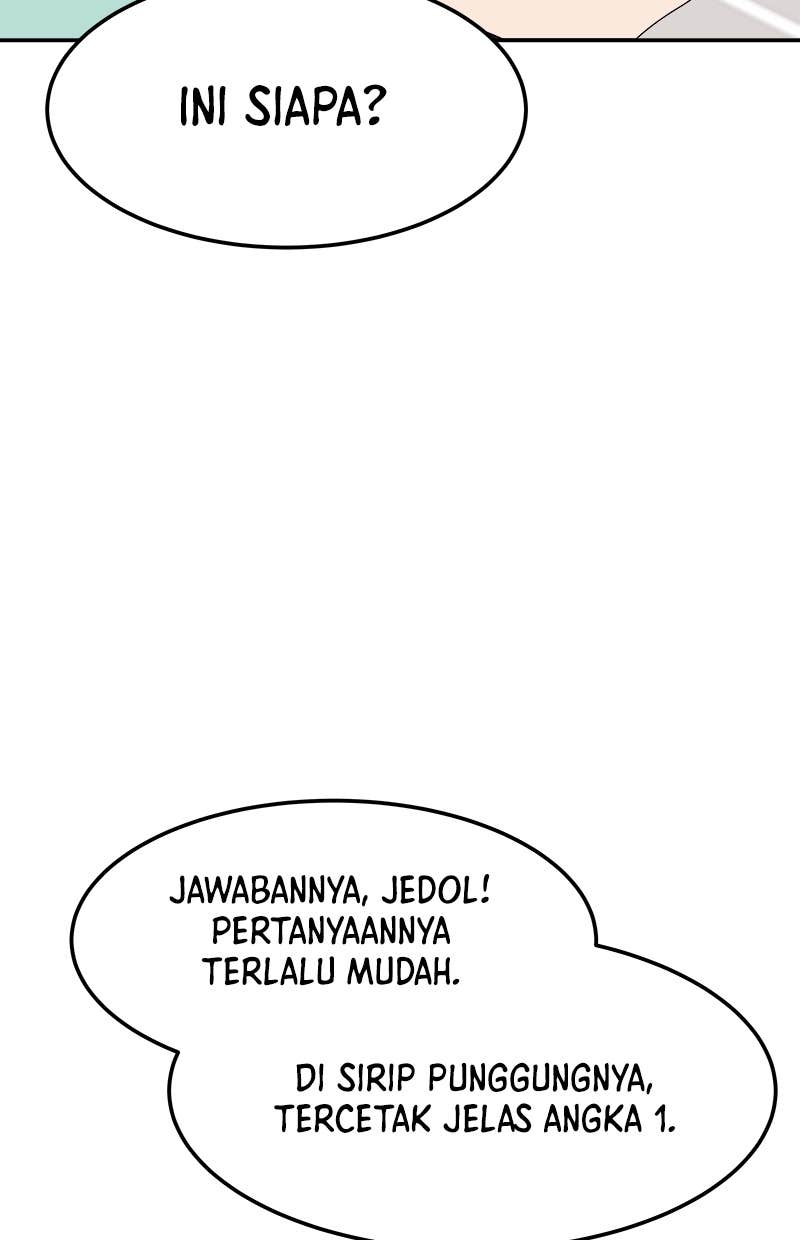 INI SIAPA?
JAWABANNYA, JEDOL!
PERTANYAANNYA
TERLALU MUDAH.
DI SIRIP PUNGGUNGNYA,
TERCETAK JELAS ANGKA 1.